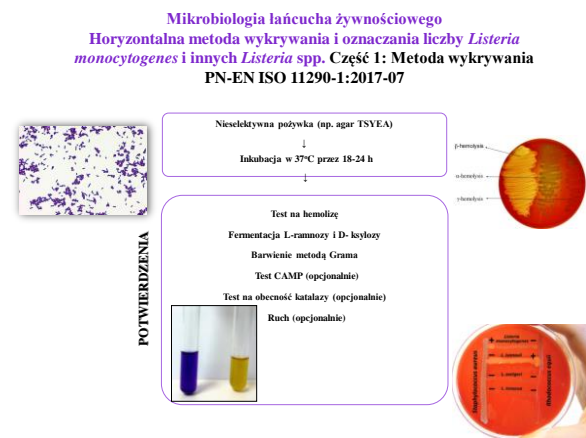 Mikrobiologia łańcucha żywnościowego
Horyzontalna metoda wykrywania i oznaczania liczby Listeria
monocytogenes i innych Listeria spp. Część 1: Metoda wykrywania
PN-EN ISO 11290-1:2017-07
Nieselektywna pożywka (np. agar TSYEA)
↓
Inkubacja w 37°C przez 18-24 h
↓
POTWIERDZENIA
Test na hemolizę
Fermentacja L-ramnozy i D- ksylozy
Barwienie metodą Grama
Test CAMP (opcjonalnie)
Test na obecność katalazy (opcjonalnie)
Ruch (opcjonalnie)
β-hemolysis
α-hemolysis
γ-hemolysis
Listeria
monocytogenes
+ −
− L. ivanovii +
− −
− −
Staphylococcus aureus
Rhodococcus equi